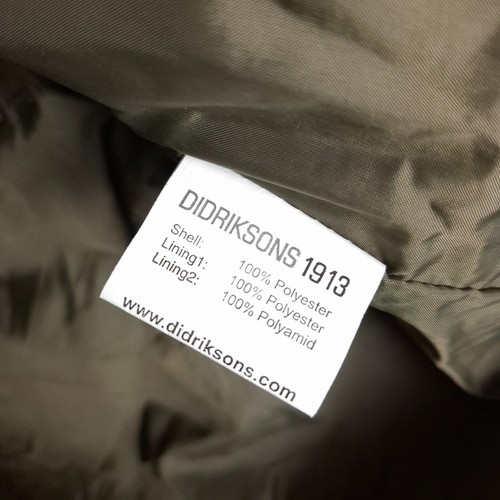 DIDRIKSONS 1913
Shell: 100% Polyester
Lining1: 100% Polyester
Lining2: 100% Polyamid
www.didriksons.com